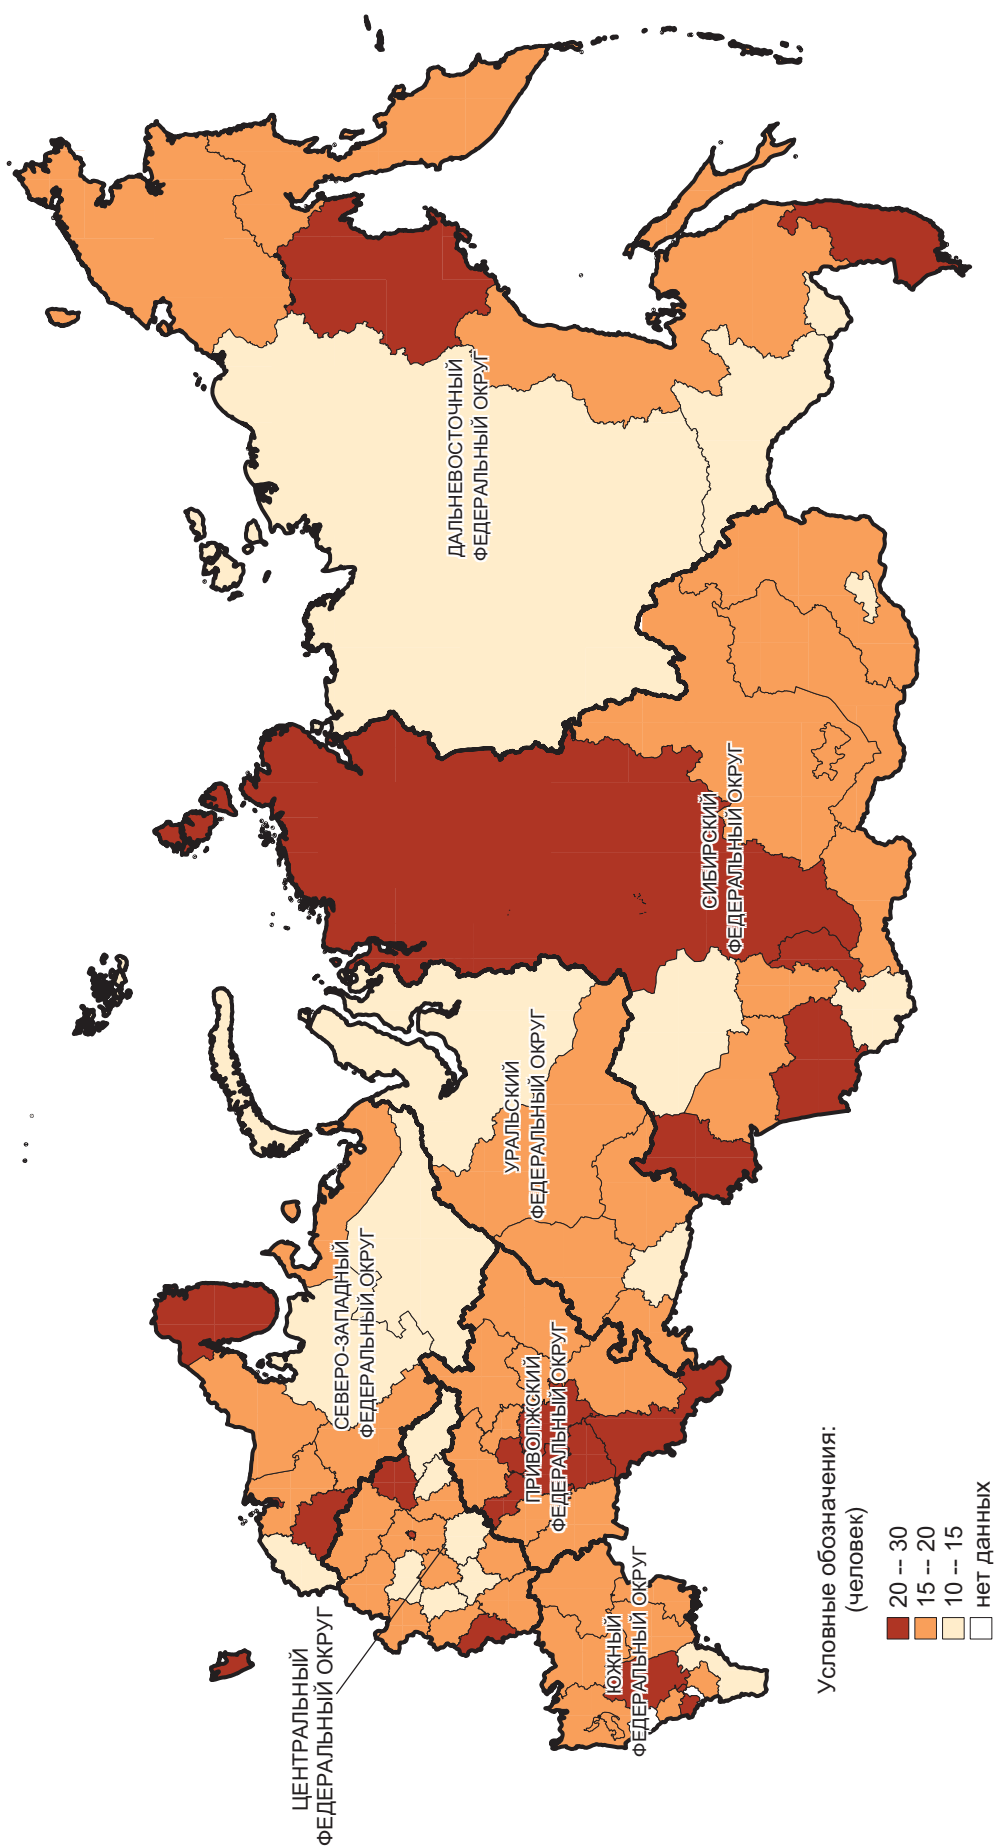 ЦЕНТРАЛЬНЫЙ
ФЕДЕРАЛЬНЫЙ ОКРУГ
СЕВЕРО-ЗАПАДНЫЙ
ФЕДЕРАЛЬНЫЙ ОКРУГ
ЮЖНЫЙ
ФЕДЕРАЛЬНЫЙ ОКРУГ
ПРИВОЛЖСКИЙ
ФЕДЕРАЛЬНЫЙ ОКРУГ
УРАЛЬСКИЙ
ФЕДЕРАЛЬНЫЙ ОКРУГ
СИБИРСКИЙ
ФЕДЕРАЛЬНЫЙ ОКРУГ
ДАЛЬНЕВОСТОЧНЫЙ
ФЕДЕРАЛЬНЫЙ ОКРУГ
Условные обозначения:
(человек)
20 -- 30
15 -- 20
10 -- 15
нет данных